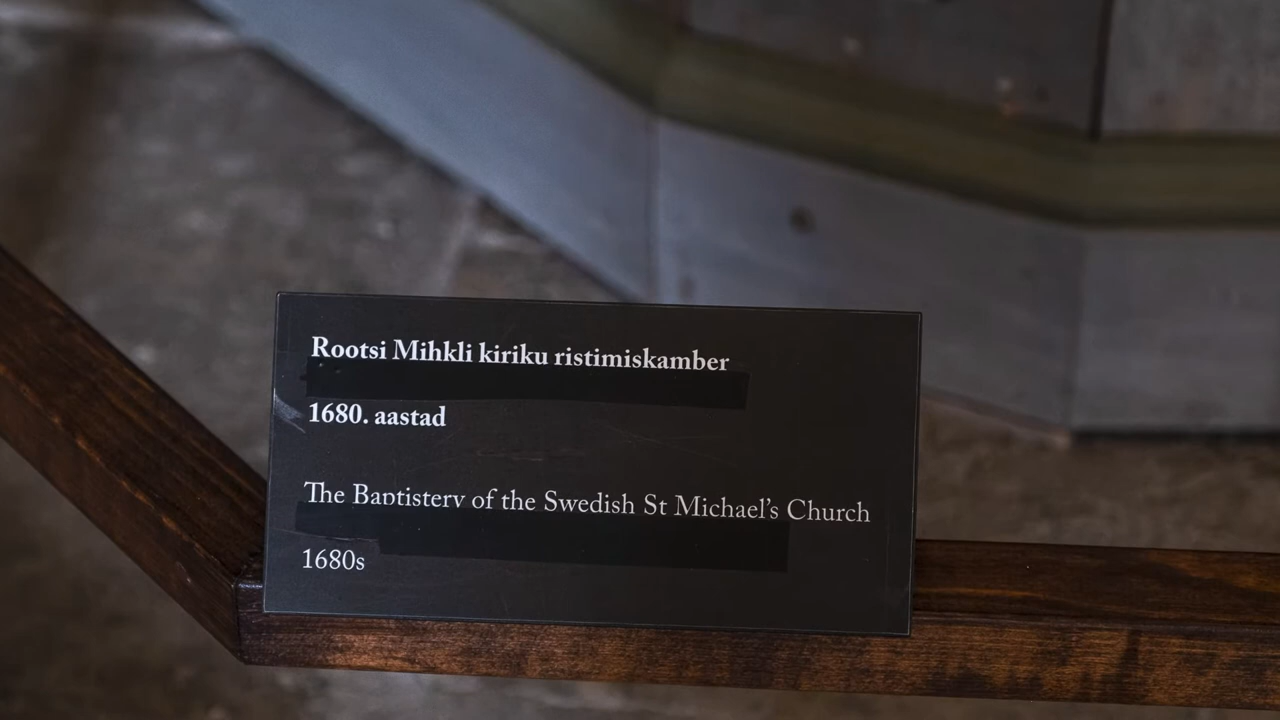 Rootsi Mihkli kiriku ristimiskamber
1680. aastad
The Baptistery of the Swedish St Michael’s Church
1680s